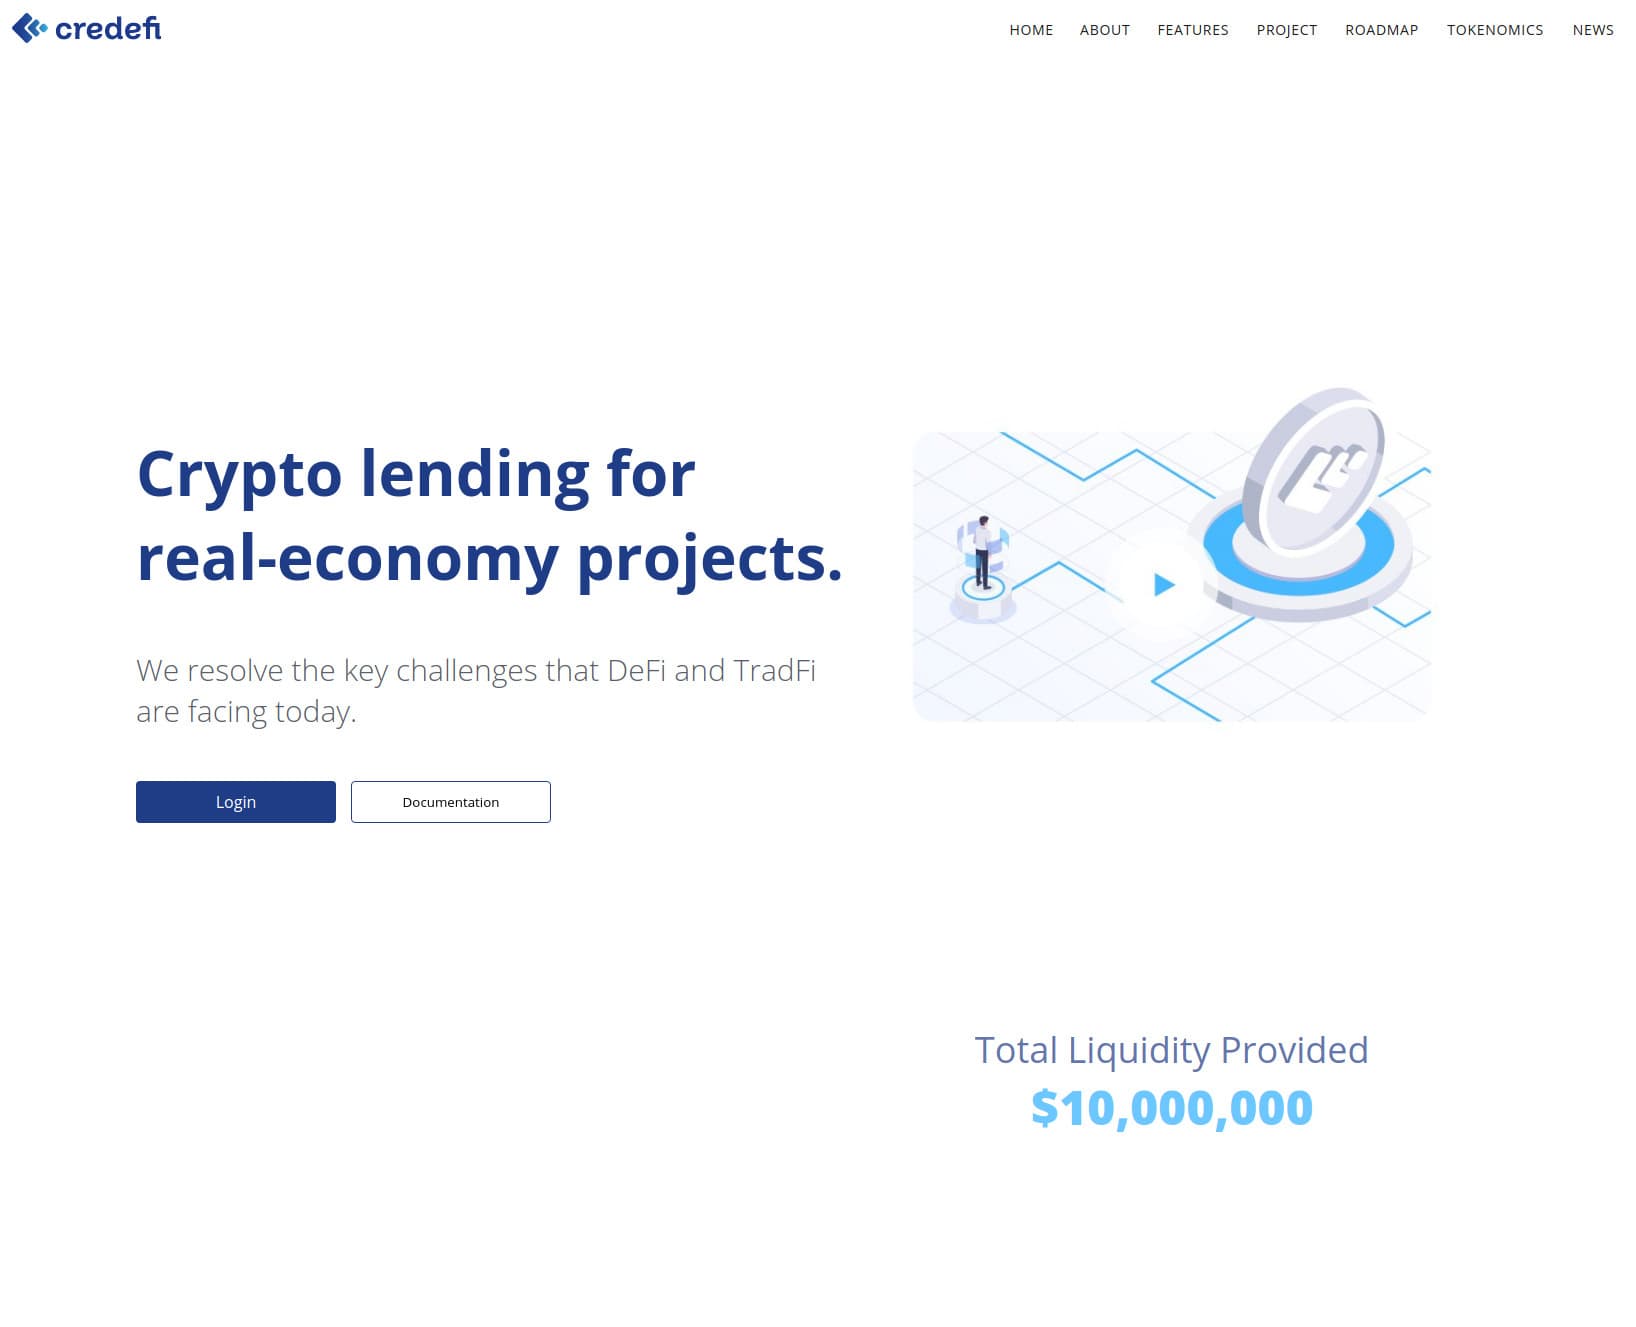 credefi
HOME ABOUT FEATURES PROJECT ROADMAP TOKENOMICS NEWS
Crypto lending for
real-economy projects.
We resolve the key challenges that DeFi and TradFi
are facing today.
Login Documentation
Total Liquidity Provided
$10,000,000